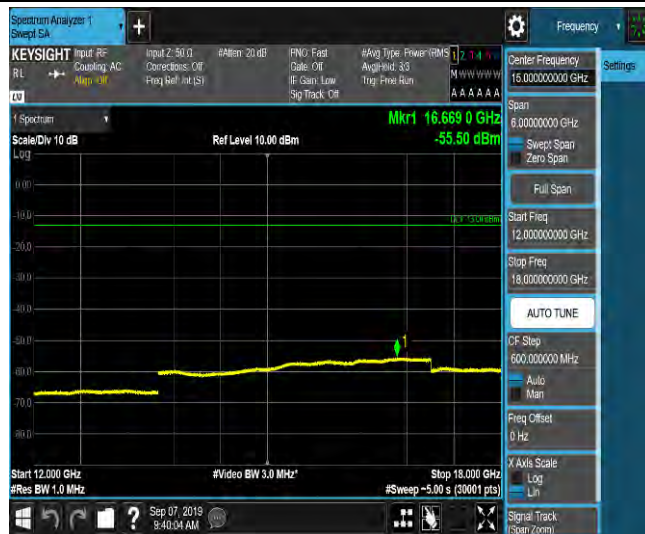 Spectrum Analyzer 1
Swept SA
+
Frequency
KEYSIGHT Input: RF
RL
Coupling: AC
Align: Off
Input Z: 50 Ω
Corrections: Off
Freq Ref: Int (S)
#Atten: 20 dB
PNO: Fast
Gate: Off
IF Gain: Low
Sig Track: Off
#Avg Type: Power (RMS
Avg|Hold: 3/3
Trig: Free Run
M W W W W W
A A A A A A
1 Spectrum
Scale/Div 10 dB
Log
Ref Level 10.00 dBm
Mkr1 16.669 0 GHz
-55.50 dBm
0.00
-10.0
-20.0
-30.0
-40.0
-50.0
-60.0
-70.0
-80.0
1
Start 12.000 GHz
#Res BW 1.0 MHz
#Video BW 3.0 MHz*
Stop 18.000 GHz
#Sweep ~5.00 s (30001 pts)
?
Sep 07, 2019
9:40:04 AM
Center Frequency
15.000000000 GHz
Settings
Span
6.00000000 GHz
Swept Span
Zero Span
Full Span
Start Freq
12.000000000 GHz
Stop Freq
18.000000000 GHz
AUTO TUNE
CF Step
600.000000 MHz
Auto
Man
Freq Offset
0 Hz
X Axis Scale
Log
Lin
Signal Track
(Span Zoom)